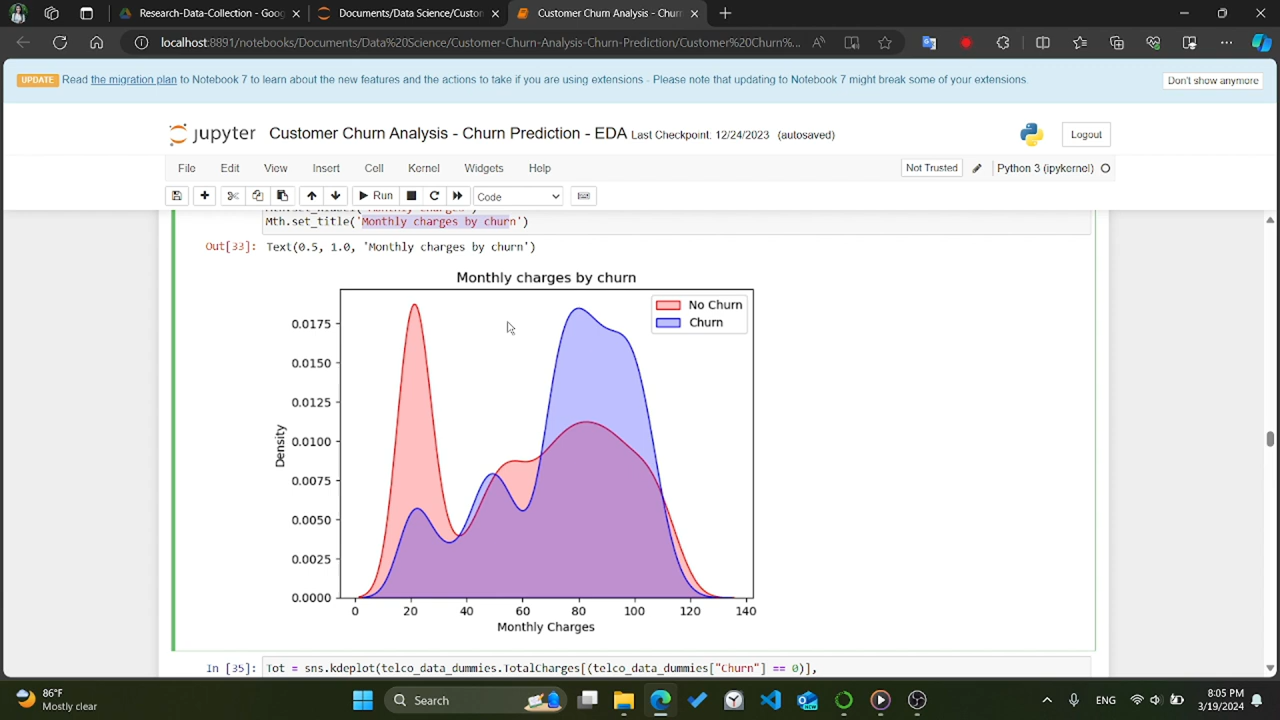 Research-Data-Collection - Goog
Documents/Data Science/Custom
Customer Churn Analysis - Churn
localhost:8891/notebooks/Documents/Data%20Science/Customer-Churn-Analysis-Churn-Prediction/Customer%20Churn%...
UPDATE Read the migration plan to Notebook 7 to learn about the new features and the actions to take if you are using extensions - Please note that updating to Notebook 7 might break some of your extensions.
Don't show anymore
jupyter Customer Churn Analysis - Churn Prediction - EDA Last Checkpoint: 12/24/2023 (autosaved)
Logout
File Edit View Insert Cell Kernel Widgets Help
Not Trusted
Python 3 (ipykernel)
Run
Code
Mth.set_title('Monthly charges by churn')
Out[33]: Text(0.5, 1.0, 'Monthly charges by churn')
Monthly charges by churn
No Churn
Churn
0.0175
0.0150
0.0125
0.0100
0.0075
0.0050
0.0025
0.0000
Density
0 20 40 60 80 100 120 140
Monthly Charges
In [35]: Tot = sns.kdeplot(telco_data_dummies.TotalCharges[(telco_data_dummies["Churn"] == 0)],
86°F
Mostly clear
Search
ENG
8:05 PM
3/19/2024